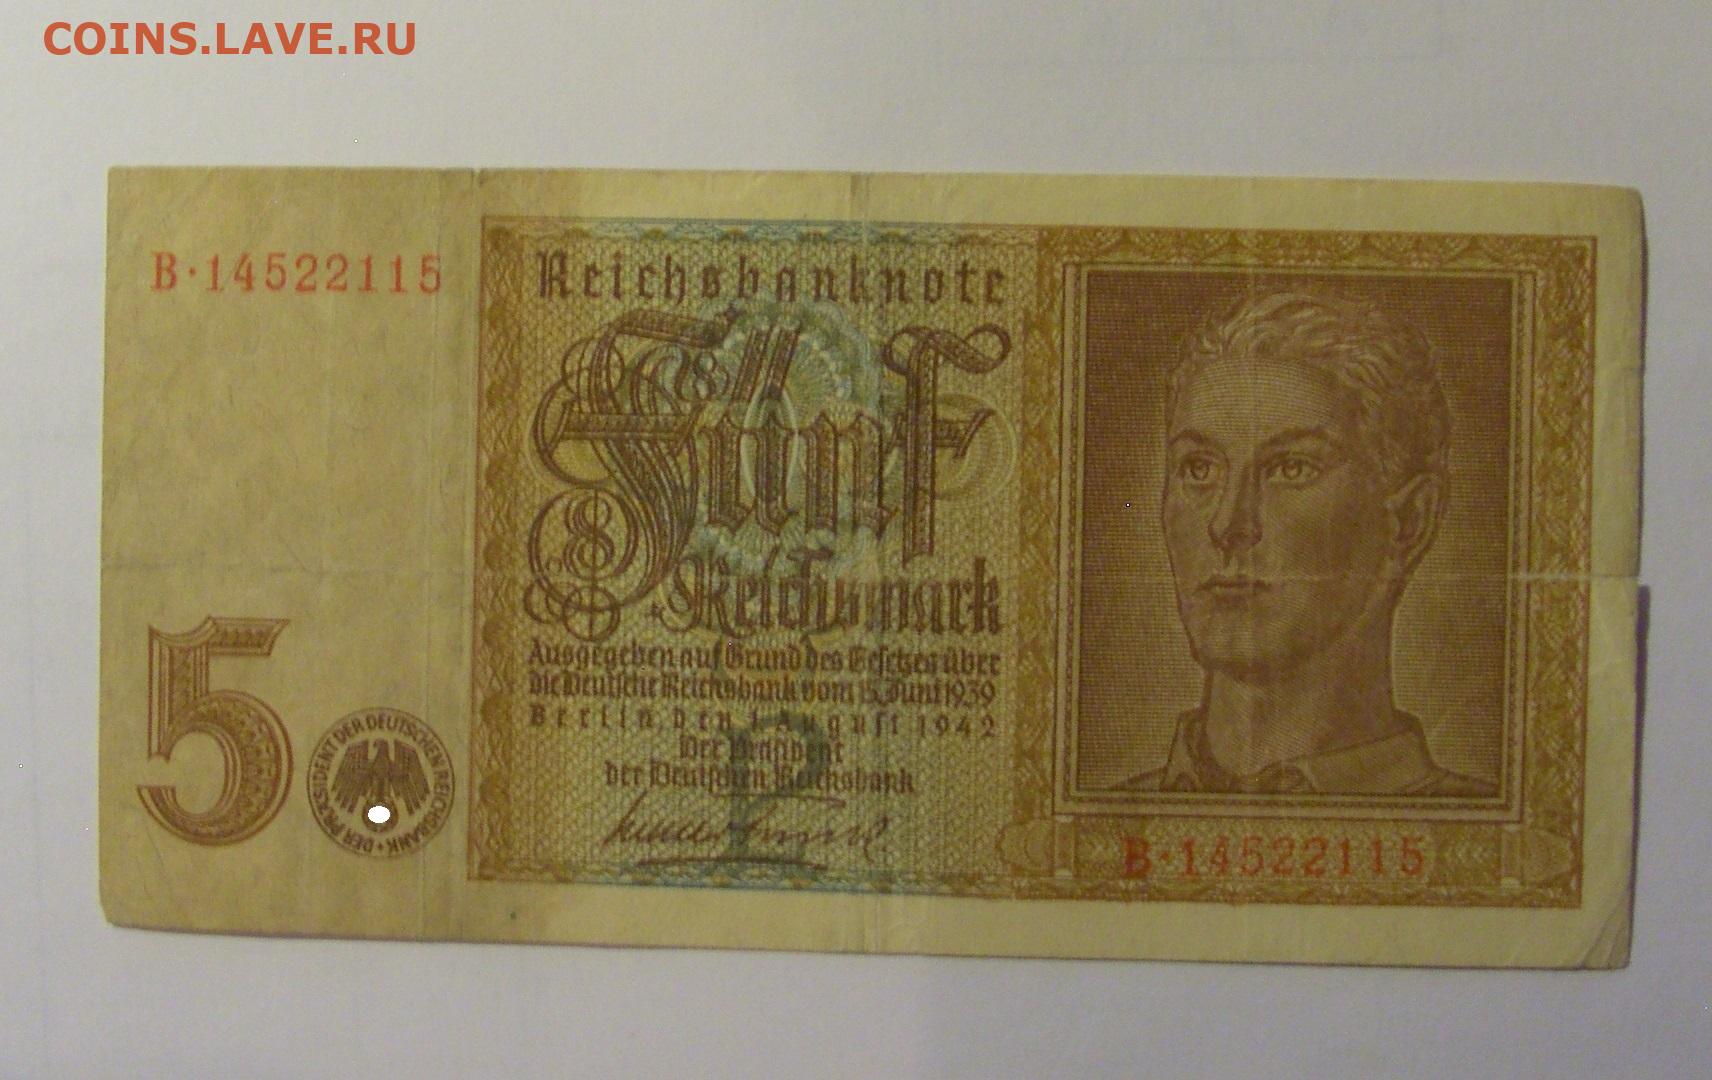 COINS.LAVE.RU
B·14522115
Reichsbanknote
Fünf
Reichsmark
Ausgegeben auf Grund des Gesetzes über
die Deutsche Reichsbank vom 15. Juni 1939
Berlin, den 1. August 1942
Der Präsident
der Deutschen Reichsbank
5
DER PRÄSIDENT DER DEUTSCHEN REICHSBANK
B·14522115